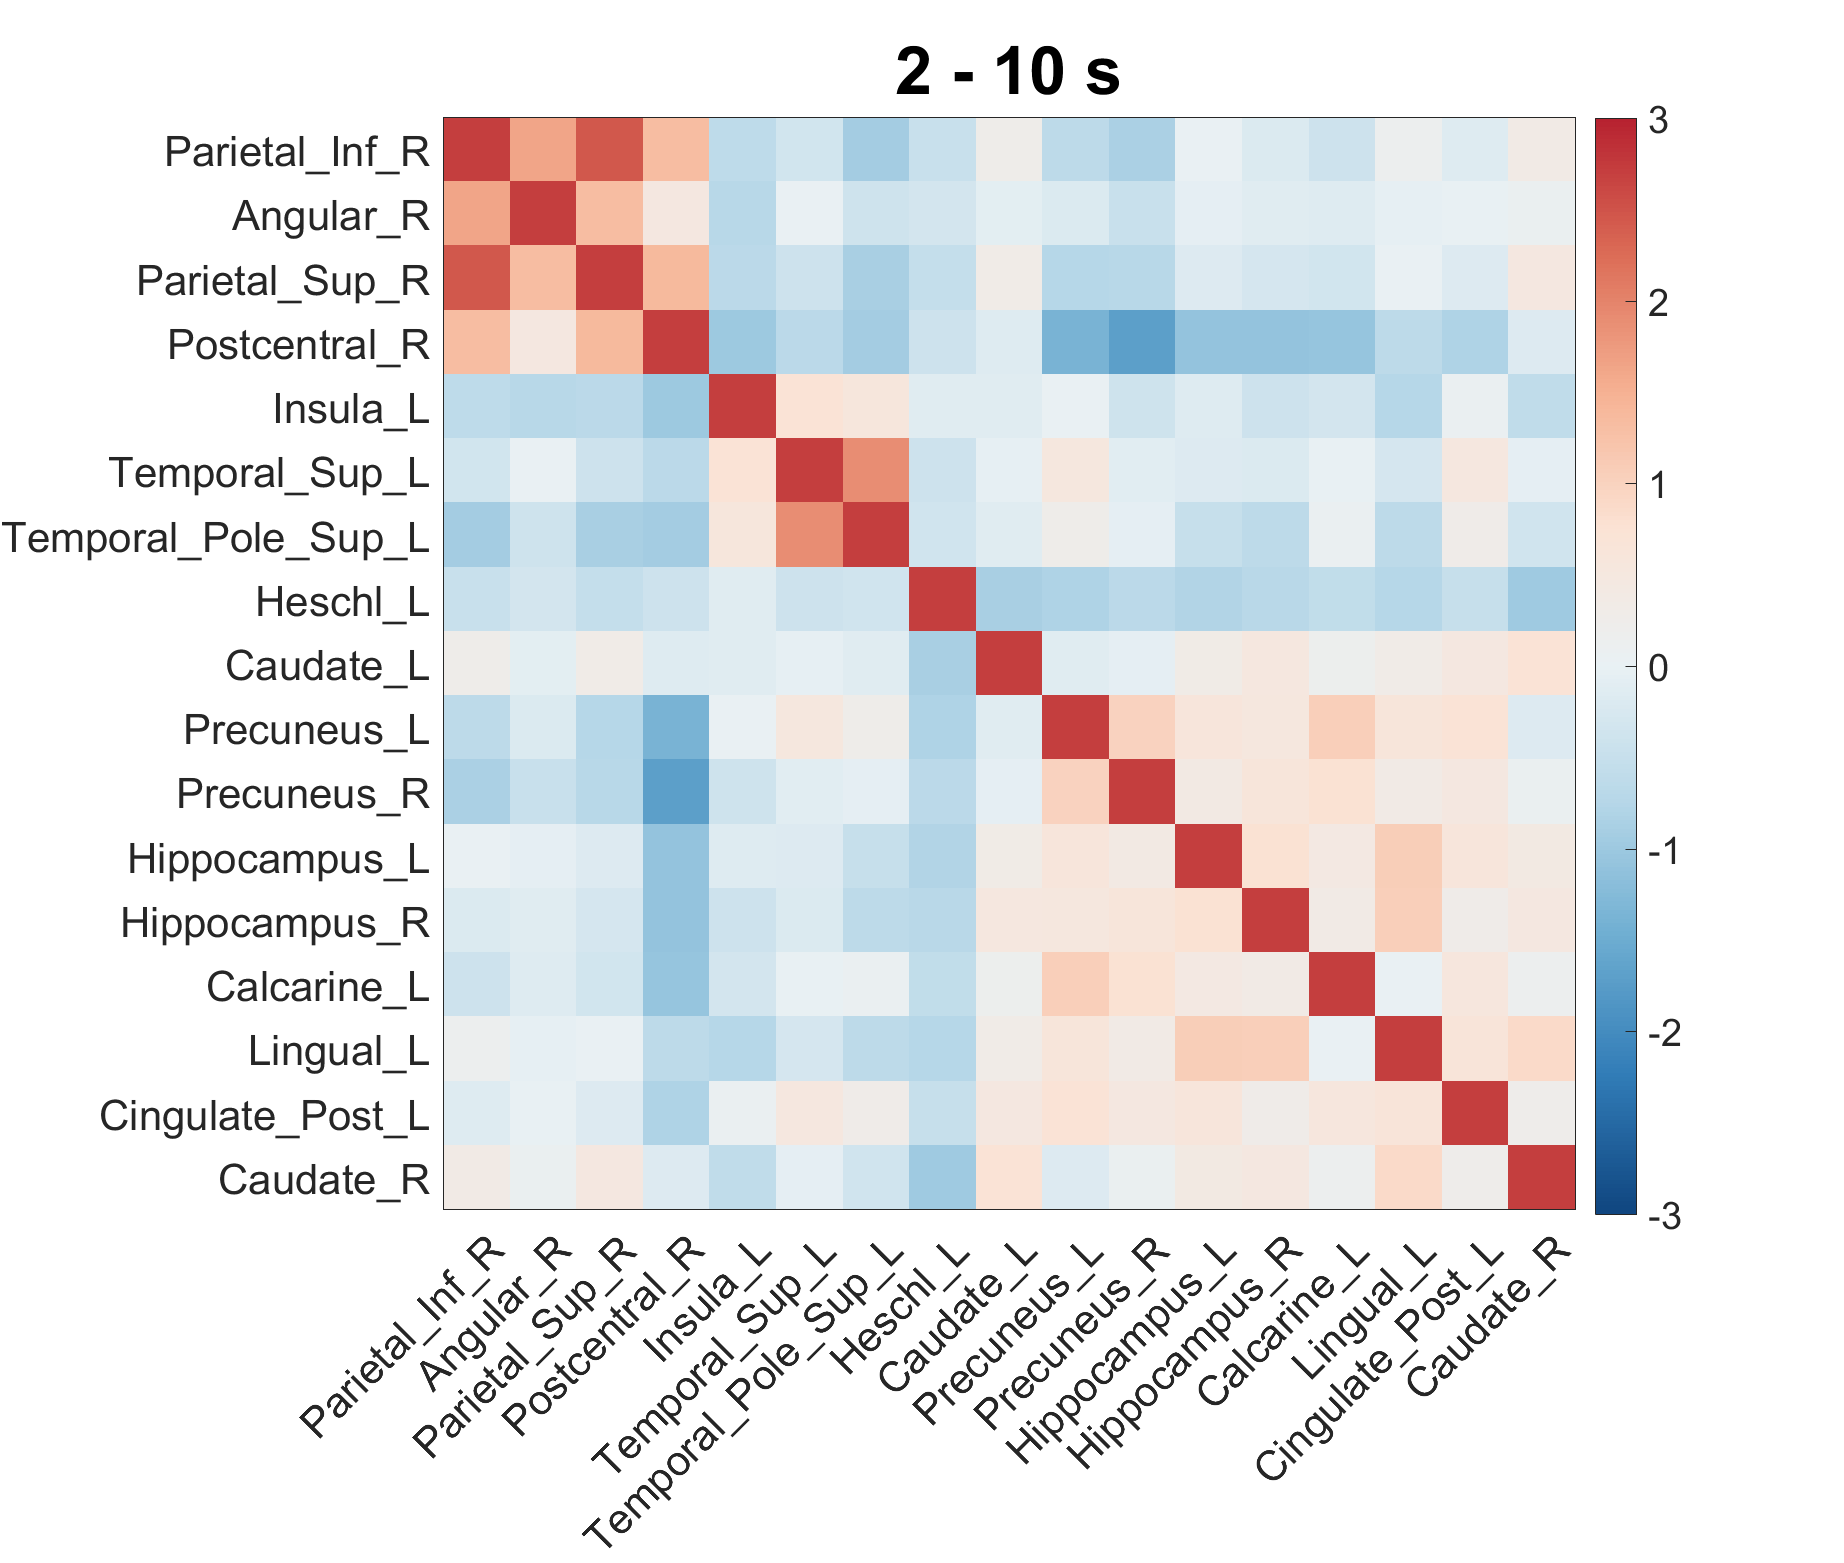 2 - 10 s
Parietal_Inf_R
Angular_R
Parietal_Sup_R
Postcentral_R
Insula_L
Temporal_Sup_L
Temporal_Pole_Sup_L
Heschl_L
Caudate_L
Precuneus_L
Precuneus_R
Hippocampus_L
Hippocampus_R
Calcarine_L
Lingual_L
Cingulate_Post_L
Caudate_R
3
2
1
0
-1
-2
-3
Parietal_Inf_R
Angular_R
Parietal_Sup_R
Postcentral_R
Insula_L
Temporal_Sup_L
Temporal_Pole_Sup_L
Heschl_L
Caudate_L
Precuneus_L
Precuneus_R
Hippocampus_L
Hippocampus_R
Calcarine_L
Lingual_L
Cingulate_Post_L
Caudate_R